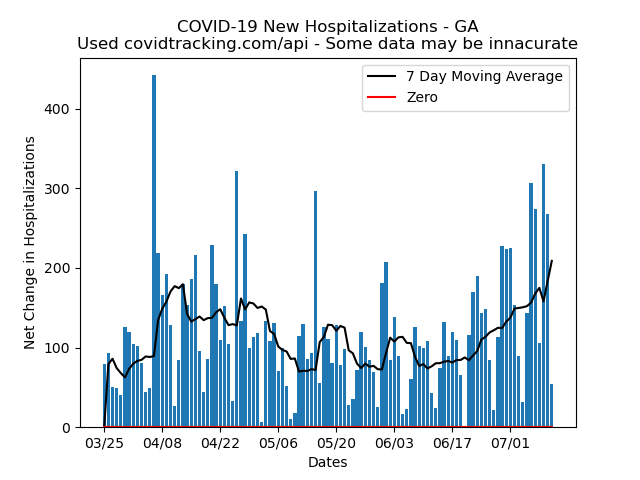 COVID-19 New Hospitalizations - GA
Used covidtracking.com/api - Some data may be innacurate
7 Day Moving Average
Zero
Net Change in Hospitalizations
400
300
200
100
0
03/25 04/08 04/22 05/06 05/20 06/03 06/17 07/01
Dates